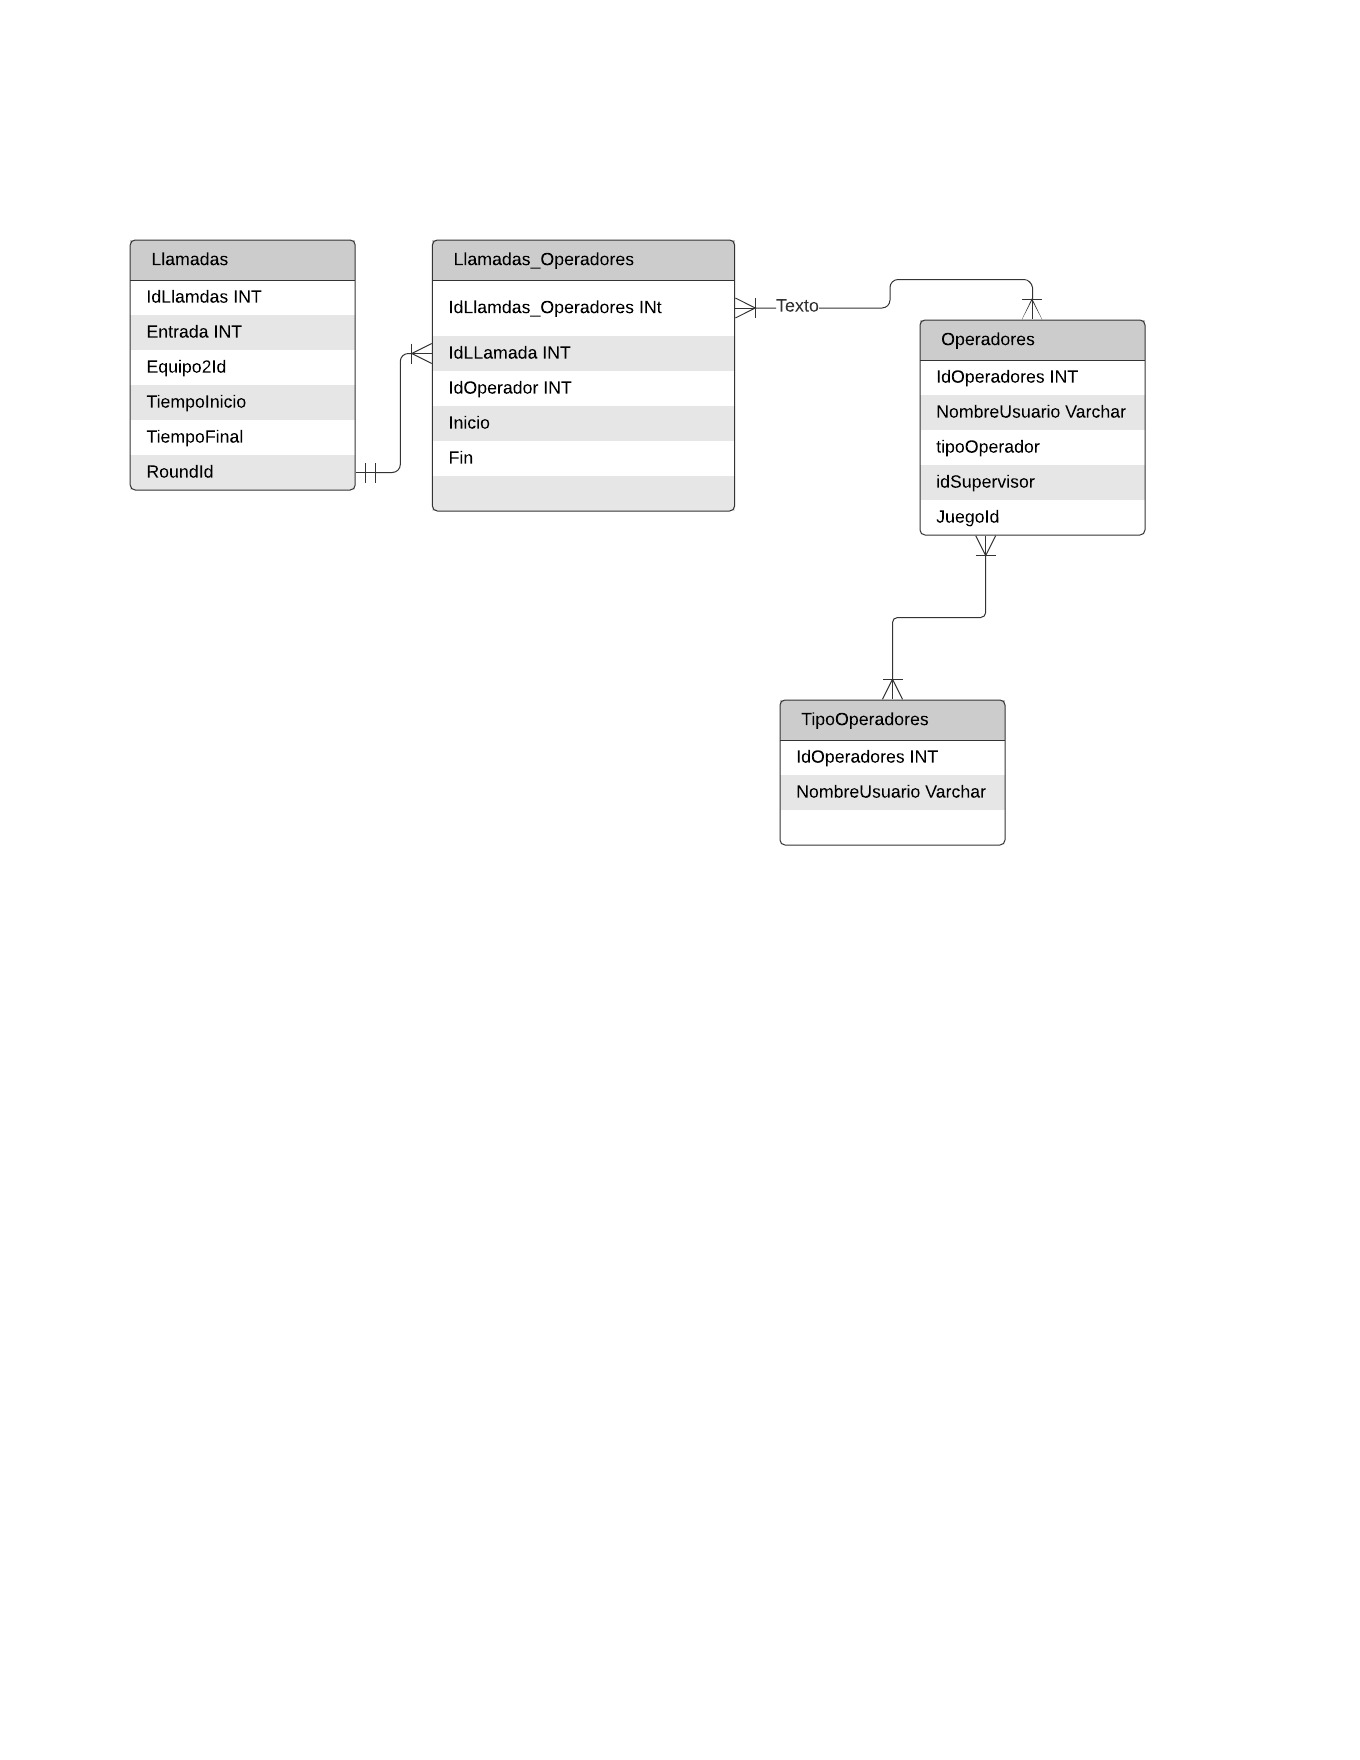 Llamadas
IdLlamdas INT
Entrada INT
Equipo2Id
TiempoInicio
TiempoFinal
RoundId
Llamadas_Operadores
IdLlamdas_Operadores INt
IdLLamada INT
IdOperador INT
Inicio
Fin
Texto
Operadores
IdOperadores INT
NombreUsuario Varchar
tipoOperador
idSupervisor
JuegoId
TipoOperadores
IdOperadores INT
NombreUsuario Varchar